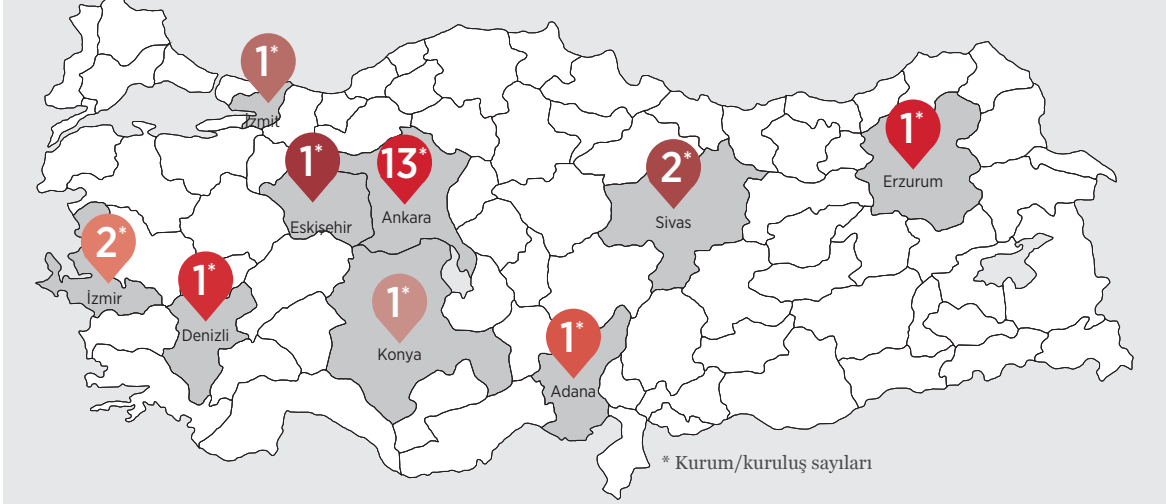 1*
İzmit
1*
Eskişehir
13*
Ankara
2*
Sivas
1*
Erzurum
2*
İzmir
1*
Denizli
1*
Konya
1*
Adana
* Kurum/kuruluş sayıları